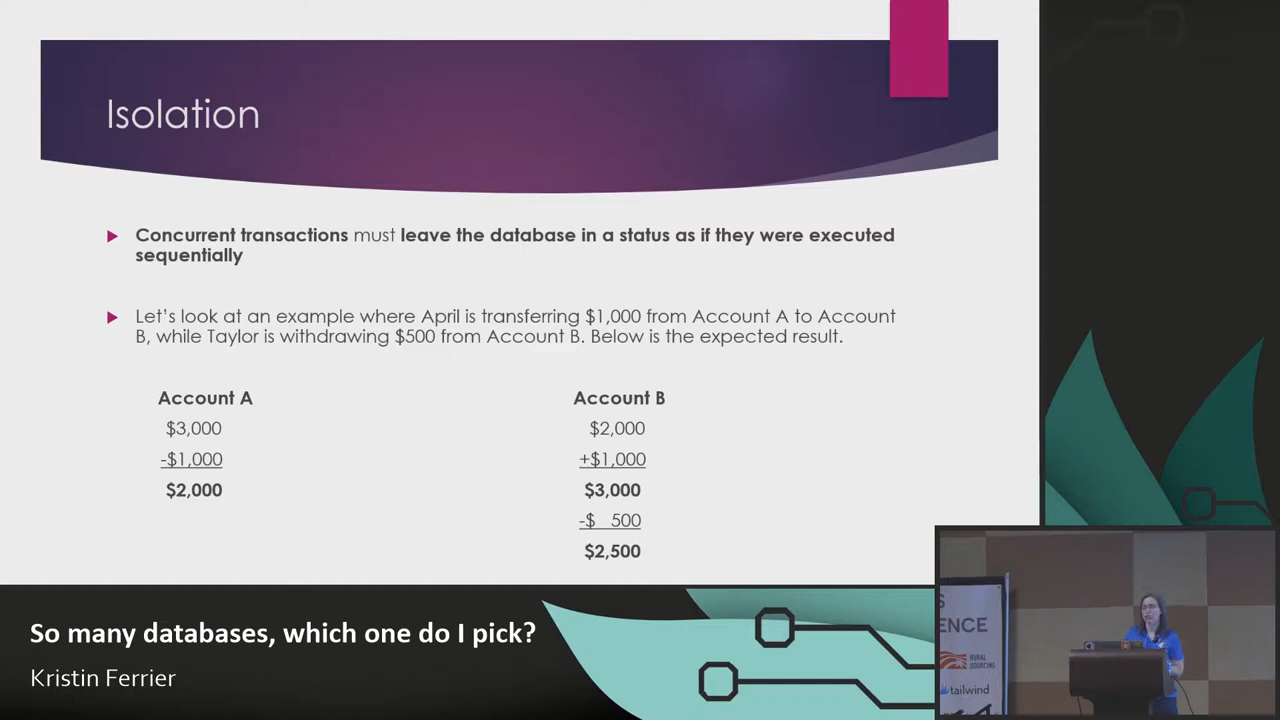 Isolation
Concurrent transactions must leave the database in a status as if they were executed
sequentially
Let's look at an example where April is transferring $1,000 from Account A to Account
B, while Taylor is withdrawing $500 from Account B. Below is the expected result.
Account A
$3,000
-$1,000
$2,000
Account B
$2,000
+$1,000
$3,000
-$ 500
$2,500
So many databases, which one do I pick?
Kristin Ferrier
ENCE
RURAL
SOURCING
tailwind